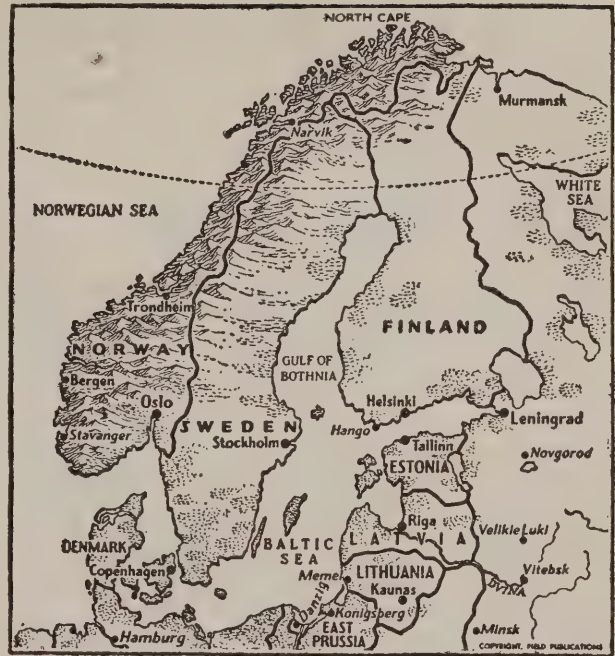 NORTH CAPE
Murmansk
Narvik
WHITE
SEA
NORWEGIAN SEA
Trondheim
FINLAND
NORWAY
GULF OF
BOTHNIA
Bergen
Oslo
Helsinki
Leningrad
SWEDEN
Hango
Stavanger
Stockholm
Tallinn
Novgorod
ESTONIA
Riga
DENMARK
BALTIC
SEA
LATVIA
Velikie Luki
Copenhagen
Memel
LITHUANIA
Vitebsk
DVINA
Kaunas
Danzig
Konigsberg
Hamburg
EAST
PRUSSIA
Minsk
COPYRIGHT, FIELD PUBLICATIONS